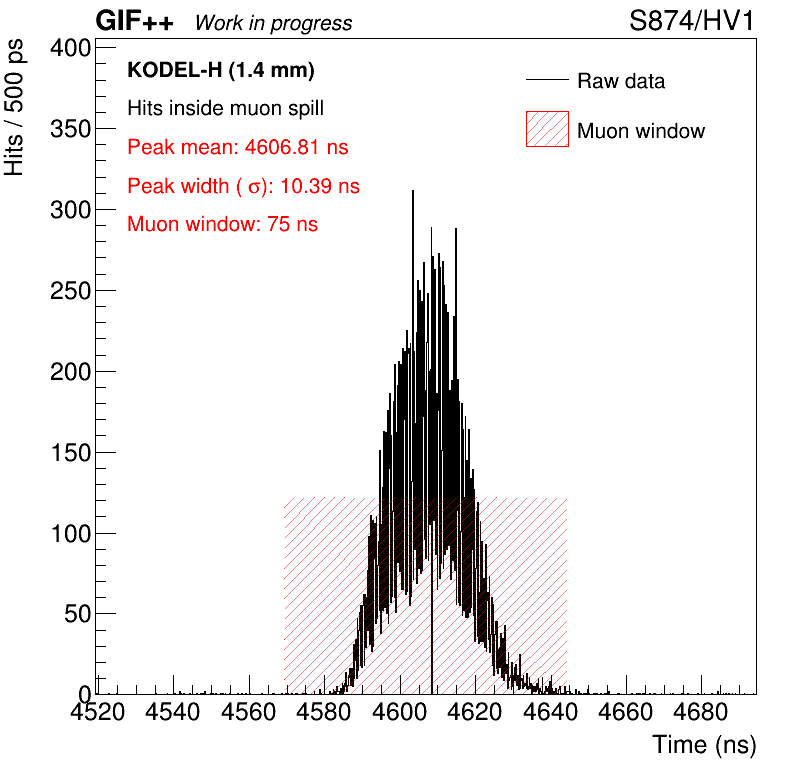 GIF++ Work in progress S874/HV1
Hits / 500 ps
KODEL-H (1.4 mm)
Hits inside muon spill
Peak mean: 4606.81 ns
Peak width ( σ): 10.39 ns
Muon window: 75 ns
Raw data
Muon window
400
350
300
250
200
150
100
50
0
4520 4540 4560 4580 4600 4620 4640 4660 4680
Time (ns)